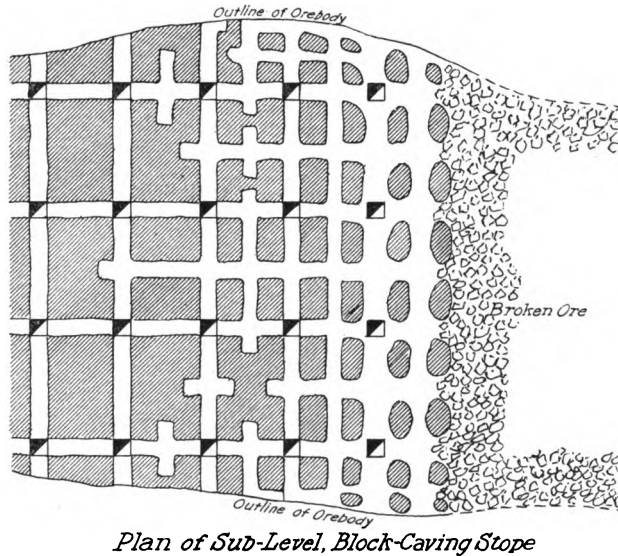 Outline of Orebody
Broken Ore
Outline of Orebody
Plan of Sub-Level, Block-Caving Stope